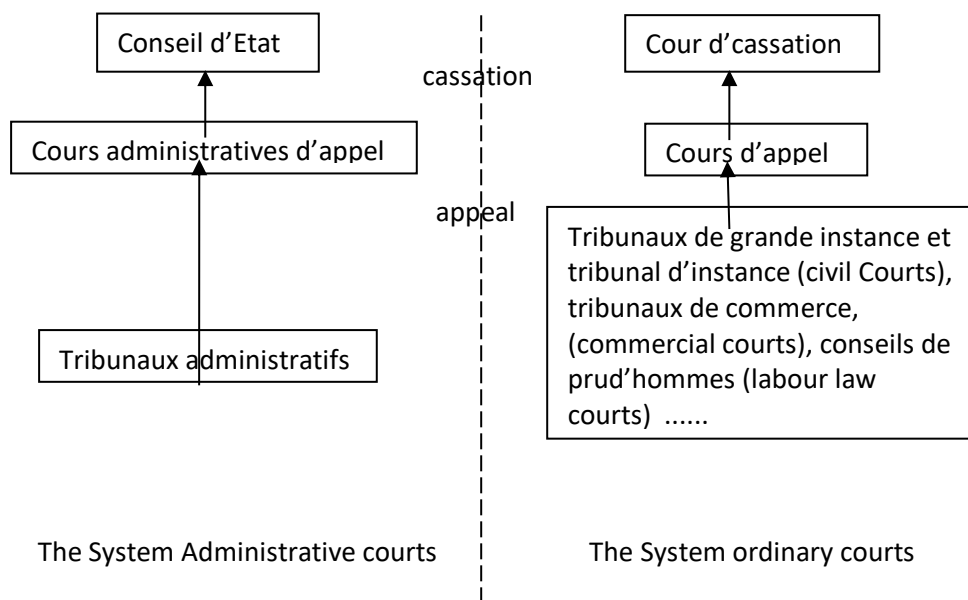 Conseil d’Etat
Cour d’cassation
cassation
Cours administratives d’appel
Cours d’appel
appeal
Tribunaux de grande instance et
tribunal d’instance (civil Courts),
tribunaux de commerce,
(commercial courts), conseils de
prud’hommes (labour law
courts) ......
Tribunaux administratifs
The System Administrative courts
The System ordinary courts